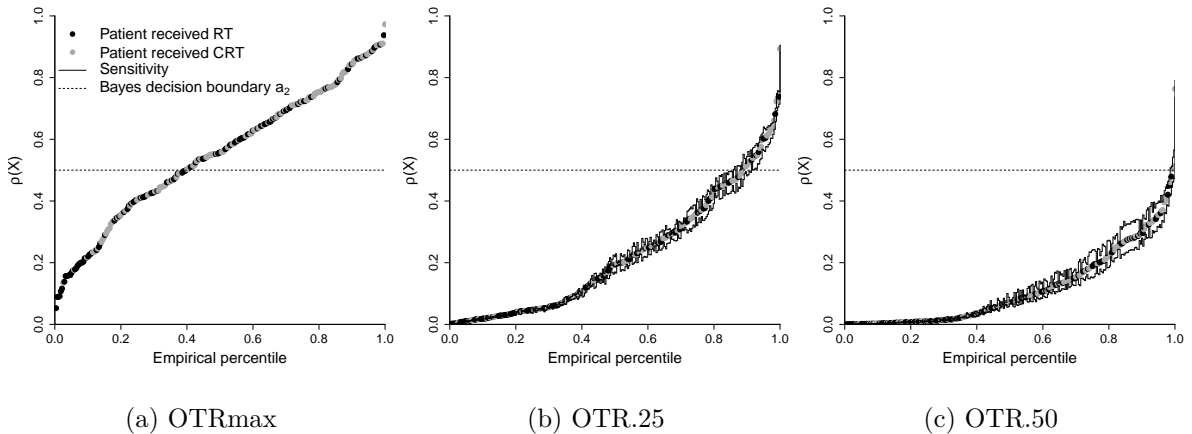 1.0
0.8
0.6
0.4
0.2
0.0
ρ(X)
Patient received RT
Patient received CRT
Sensitivity
Bayes decision boundary a₂
0.0 0.2 0.4 0.6 0.8 1.0
Empirical percentile
(a) OTRmax
1.0
0.8
0.6
0.4
0.2
0.0
ρ(X)
0.0 0.2 0.4 0.6 0.8 1.0
Empirical percentile
(b) OTR.25
1.0
0.8
0.6
0.4
0.2
0.0
ρ(X)
0.0 0.2 0.4 0.6 0.8 1.0
Empirical percentile
(c) OTR.50